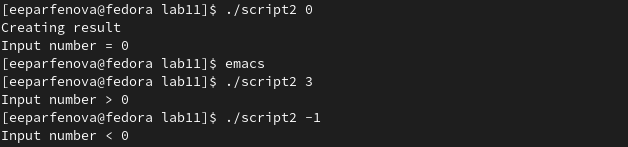 [eeparfenova@fedora lab11]$ ./script2 0
Creating result
Input number = 0
[eeparfenova@fedora lab11]$ emacs
[eeparfenova@fedora lab11]$ ./script2 3
Input number > 0
[eeparfenova@fedora lab11]$ ./script2 -1
Input number < 0